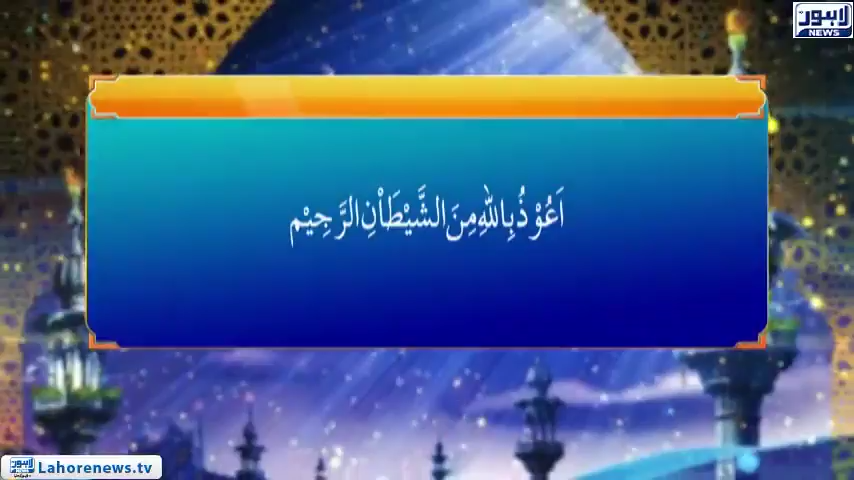 لاہور
NEWS
اَعُوْذُ بِاللّٰهِ مِنَ الشَّيْطَاْنِ الرَّجِيْم
لاہور
Lahorenews.tv